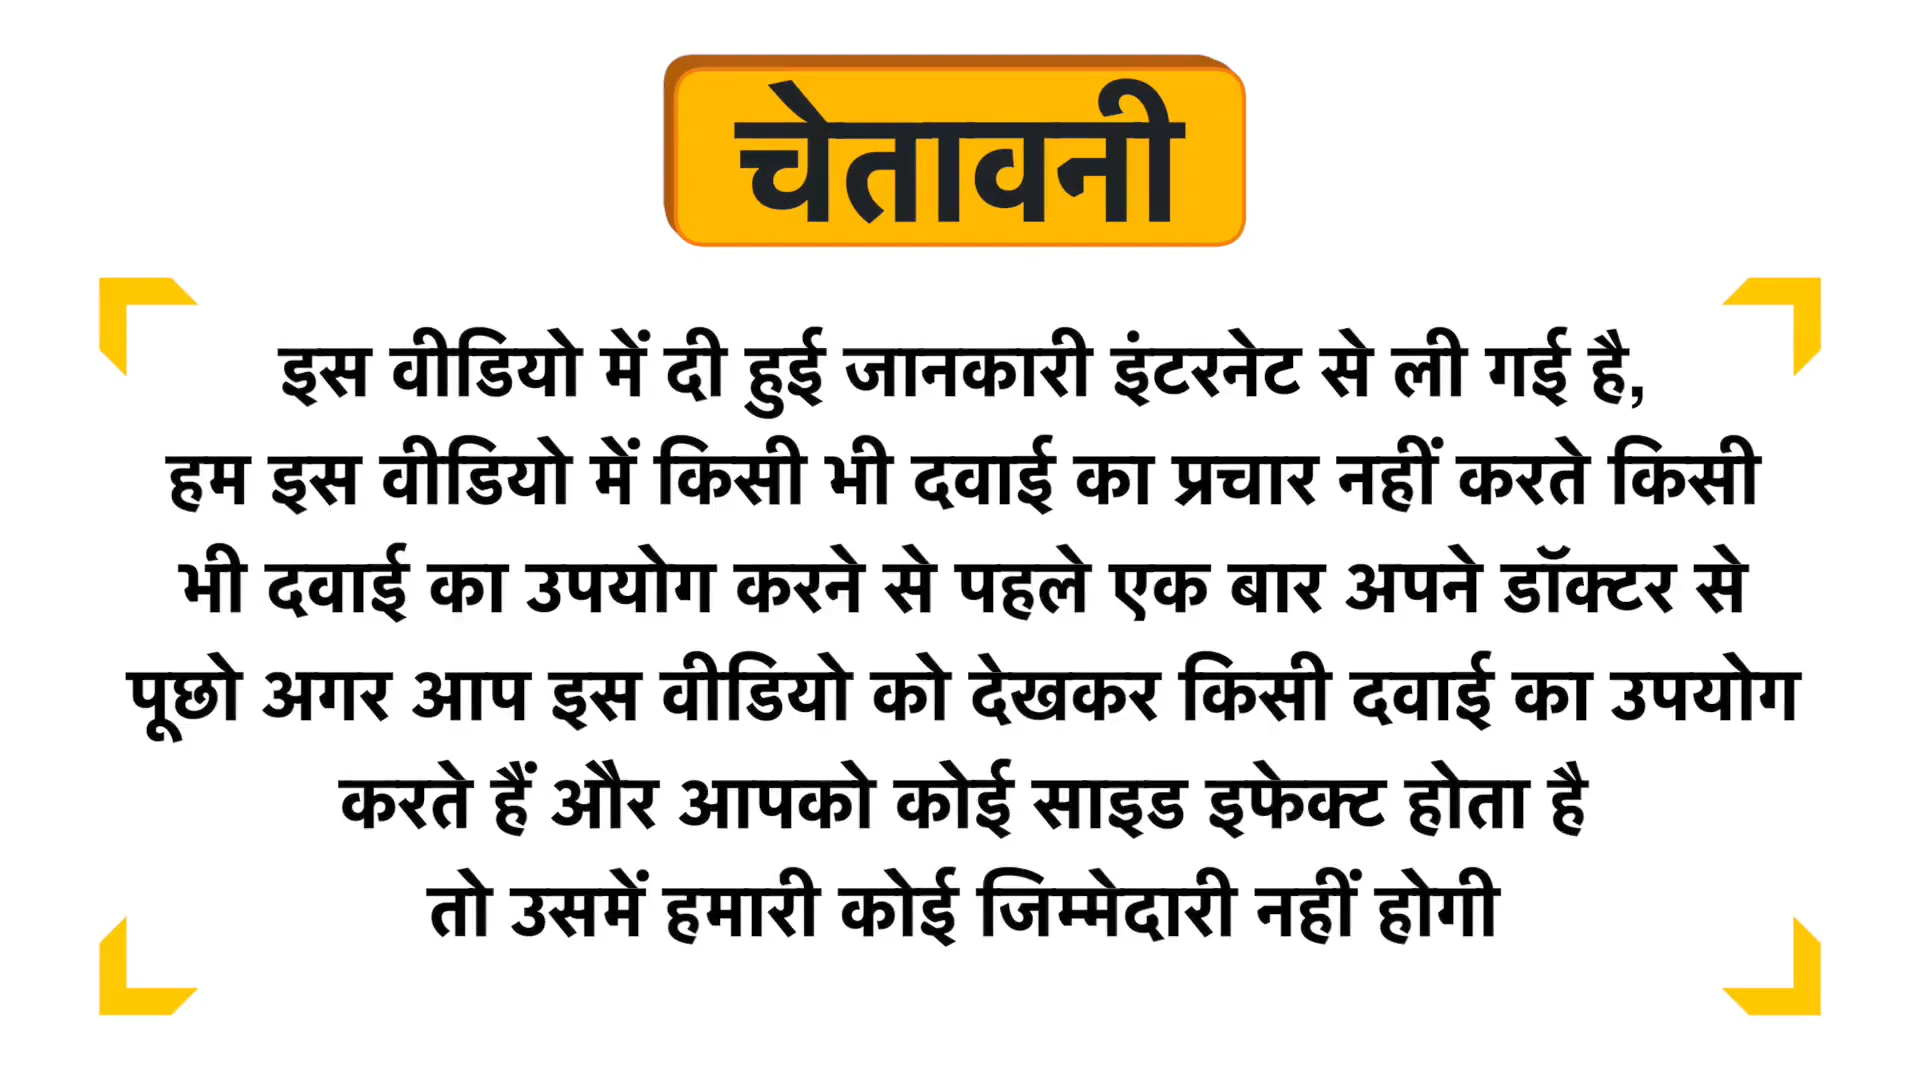 चेतावनी
इस वीडियो में दी हुई जानकारी इंटरनेट से ली गई है,
हम इस वीडियो में किसी भी दवाई का प्रचार नहीं करते किसी
भी दवाई का उपयोग करने से पहले एक बार अपने डॉक्टर से
पूछो अगर आप इस वीडियो को देखकर किसी दवाई का उपयोग
करते हैं और आपको कोई साइड इफेक्ट होता है
तो उसमें हमारी कोई जिम्मेदारी नहीं होगी